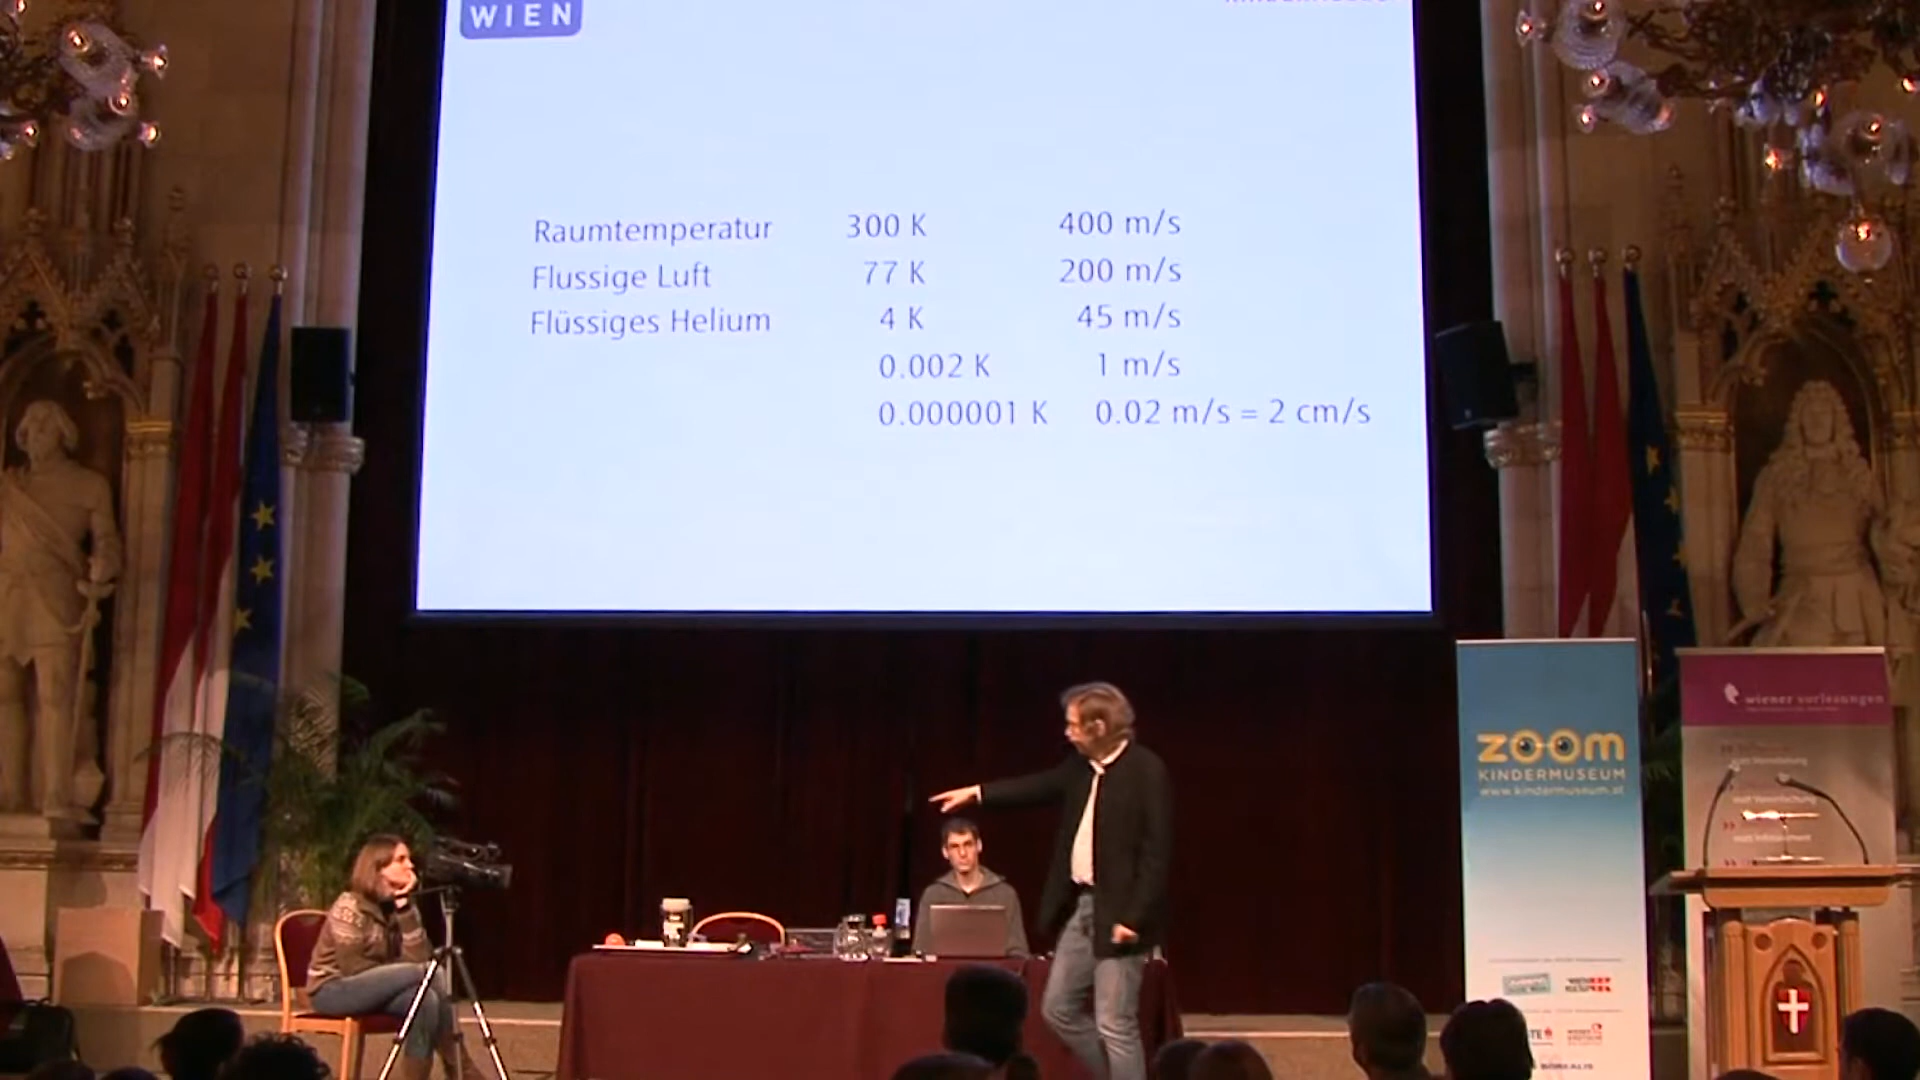 WIEN
Raumtemperatur 300 K 400 m/s
Flussige Luft 77 K 200 m/s
Flüssiges Helium 4 K 45 m/s
0.002 K 1 m/s
0.000001 K 0.02 m/s = 2 cm/s
ZOOM
KINDERMUSEUM
www.kindermuseum.at
wiener vorlesungen